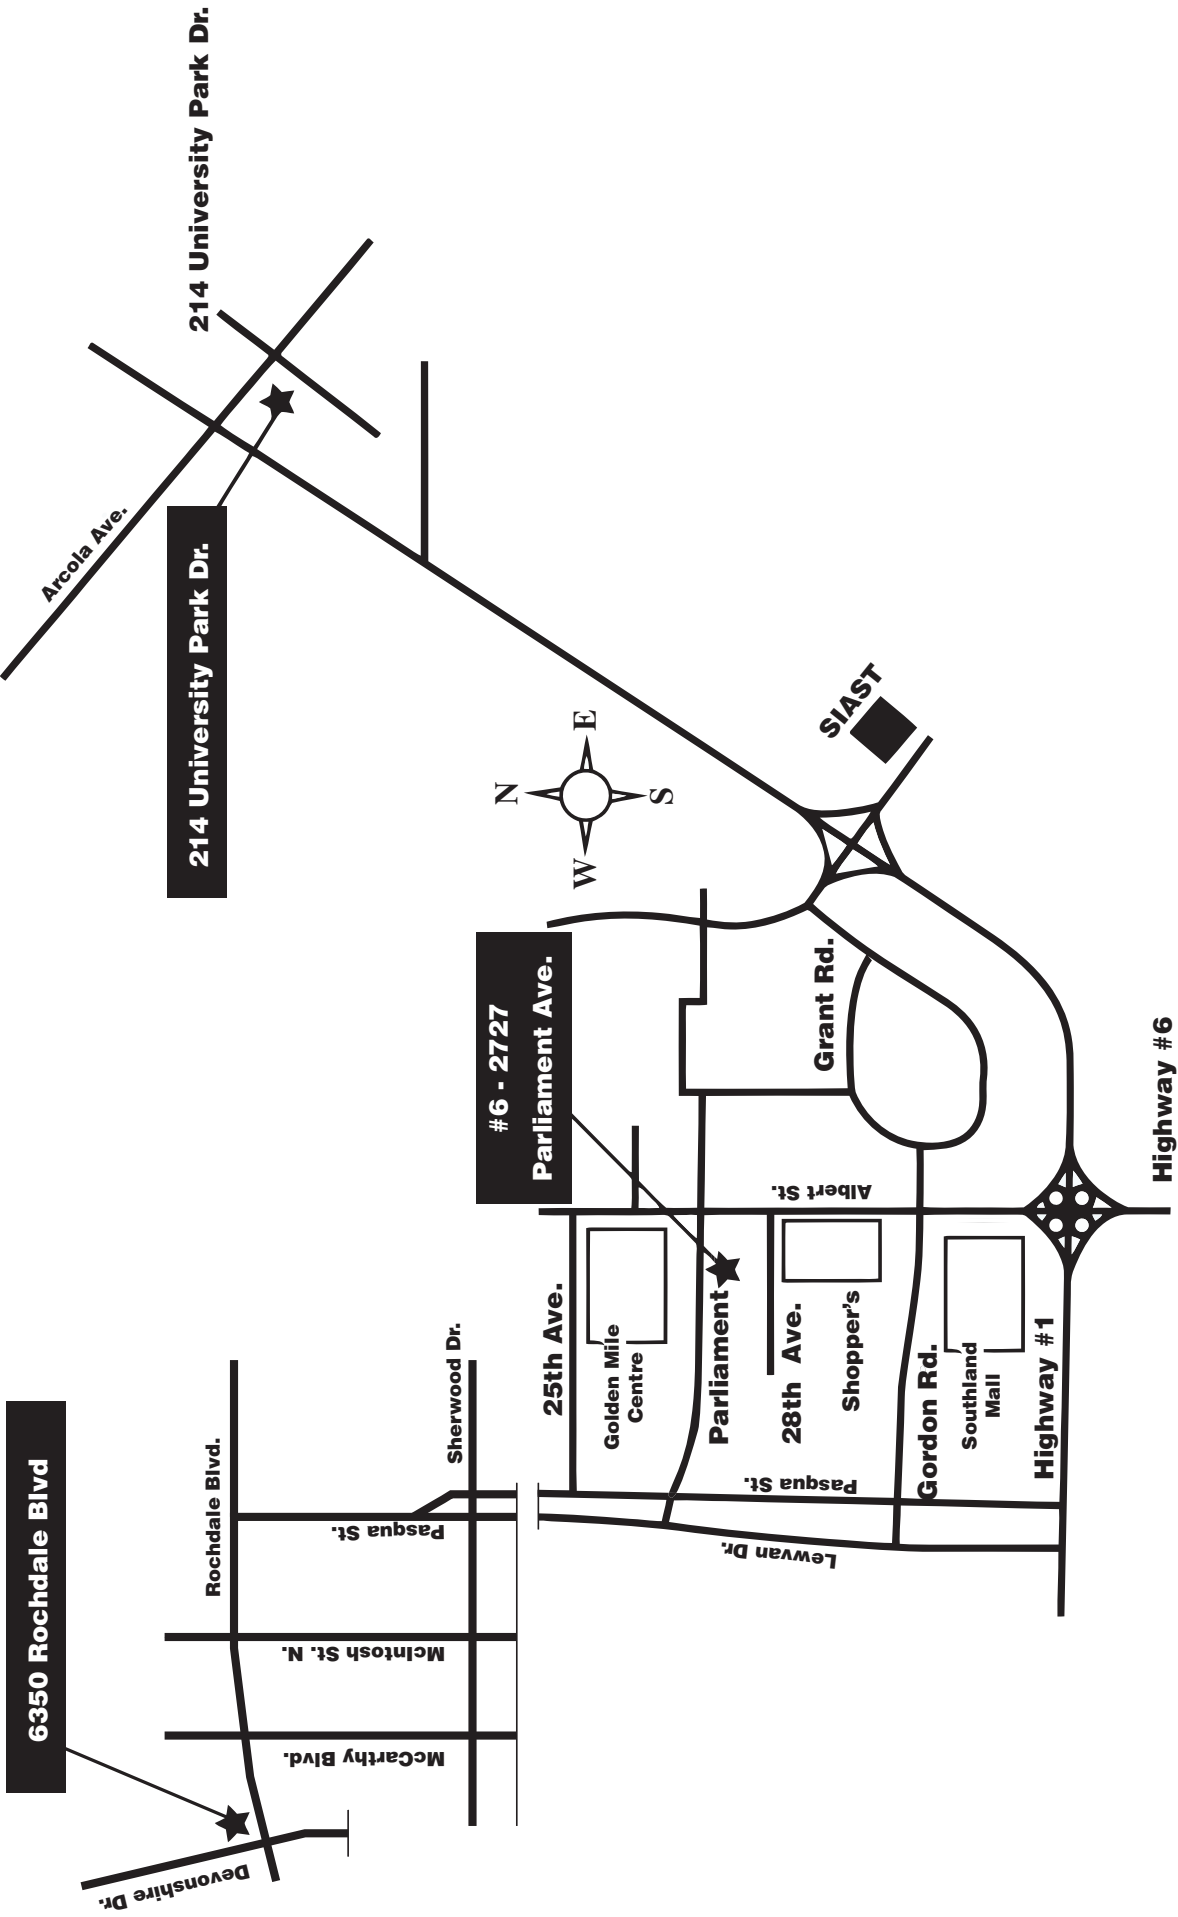 6350 Rochdale Blvd
Devonshire Dr.
McCarthy Blvd.
McIntosh St. N.
Rochdale Blvd.
Pasqua St.
Sherwood Dr.
Arcola Ave.
214 University Park Dr.
214 University Park Dr.
N
W
E
S
#6 - 2727
Parliament Ave.
SIAST
Grant Rd.
25th Ave.
Golden Mile
Centre
Parliament
28th Ave.
Shopper's
Albert St.
Pasqua St.
Lewvan Dr.
Gordon Rd.
Southland
Mall
Highway #1
Highway #6